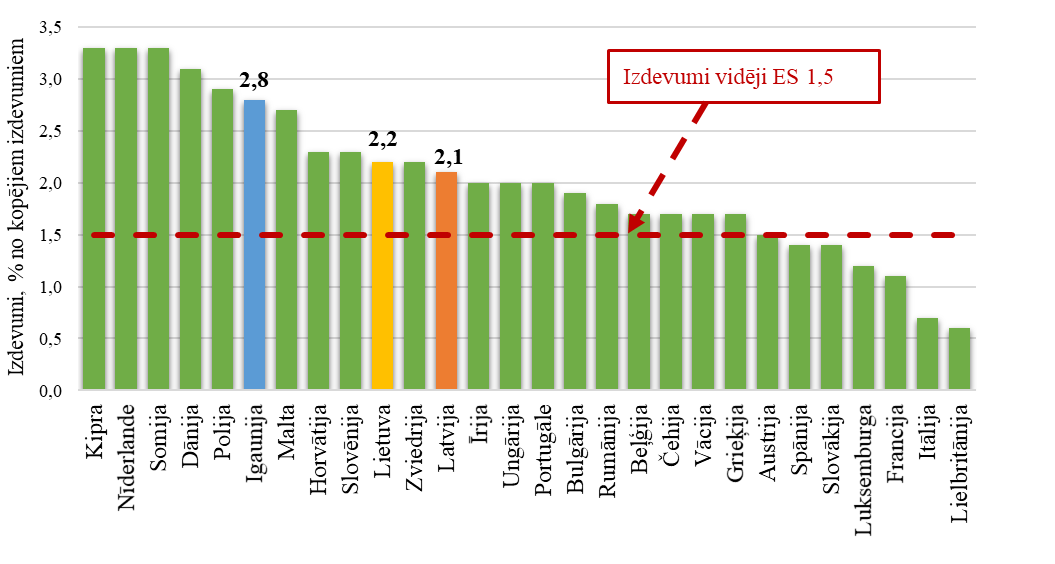 Izdevumi, % no kopējiem izdevumiem
3,5
3,0
2,5
2,0
1,5
1,0
0,5
0,0
2,8
2,2
2,1
Izdevumi vidēji ES 1,5
Kipra
Nīderlande
Somija
Dānija
Polija
Igaunija
Malta
Horvātija
Slovēnija
Lietuva
Zviedrija
Latvija
Īrija
Ungārija
Portugāle
Bulgārija
Rumānija
Beļģija
Čehija
Vācija
Grieķija
Austrija
Spānija
Slovākija
Luksemburga
Francija
Itālija
Lielbritānija